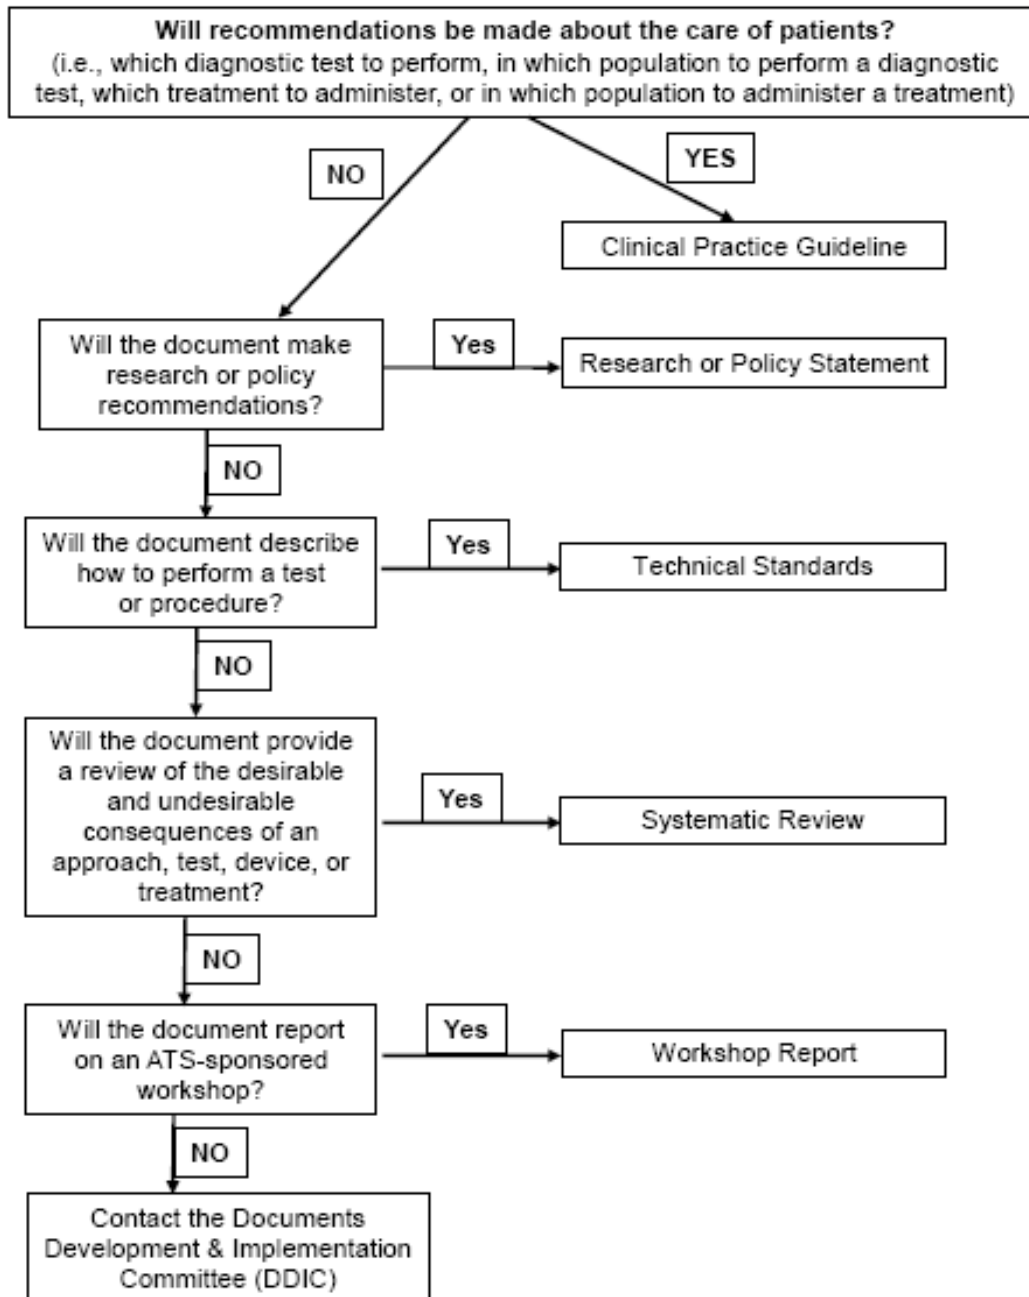 Will recommendations be made about the care of patients?
(i.e., which diagnostic test to perform, in which population to perform a diagnostic
test, which treatment to administer, or in which population to administer a treatment)
NO
YES
Clinical Practice Guideline
Will the document make
research or policy
recommendations?
Yes
Research or Policy Statement
NO
Will the document describe
how to perform a test
or procedure?
Yes
Technical Standards
NO
Will the document provide
a review of the desirable
and undesirable
consequences of an
approach, test, device, or
treatment?
Yes
Systematic Review
NO
Will the document report
on an ATS-sponsored
workshop?
Yes
Workshop Report
NO
Contact the Documents
Development & Implementation
Committee (DDIC)